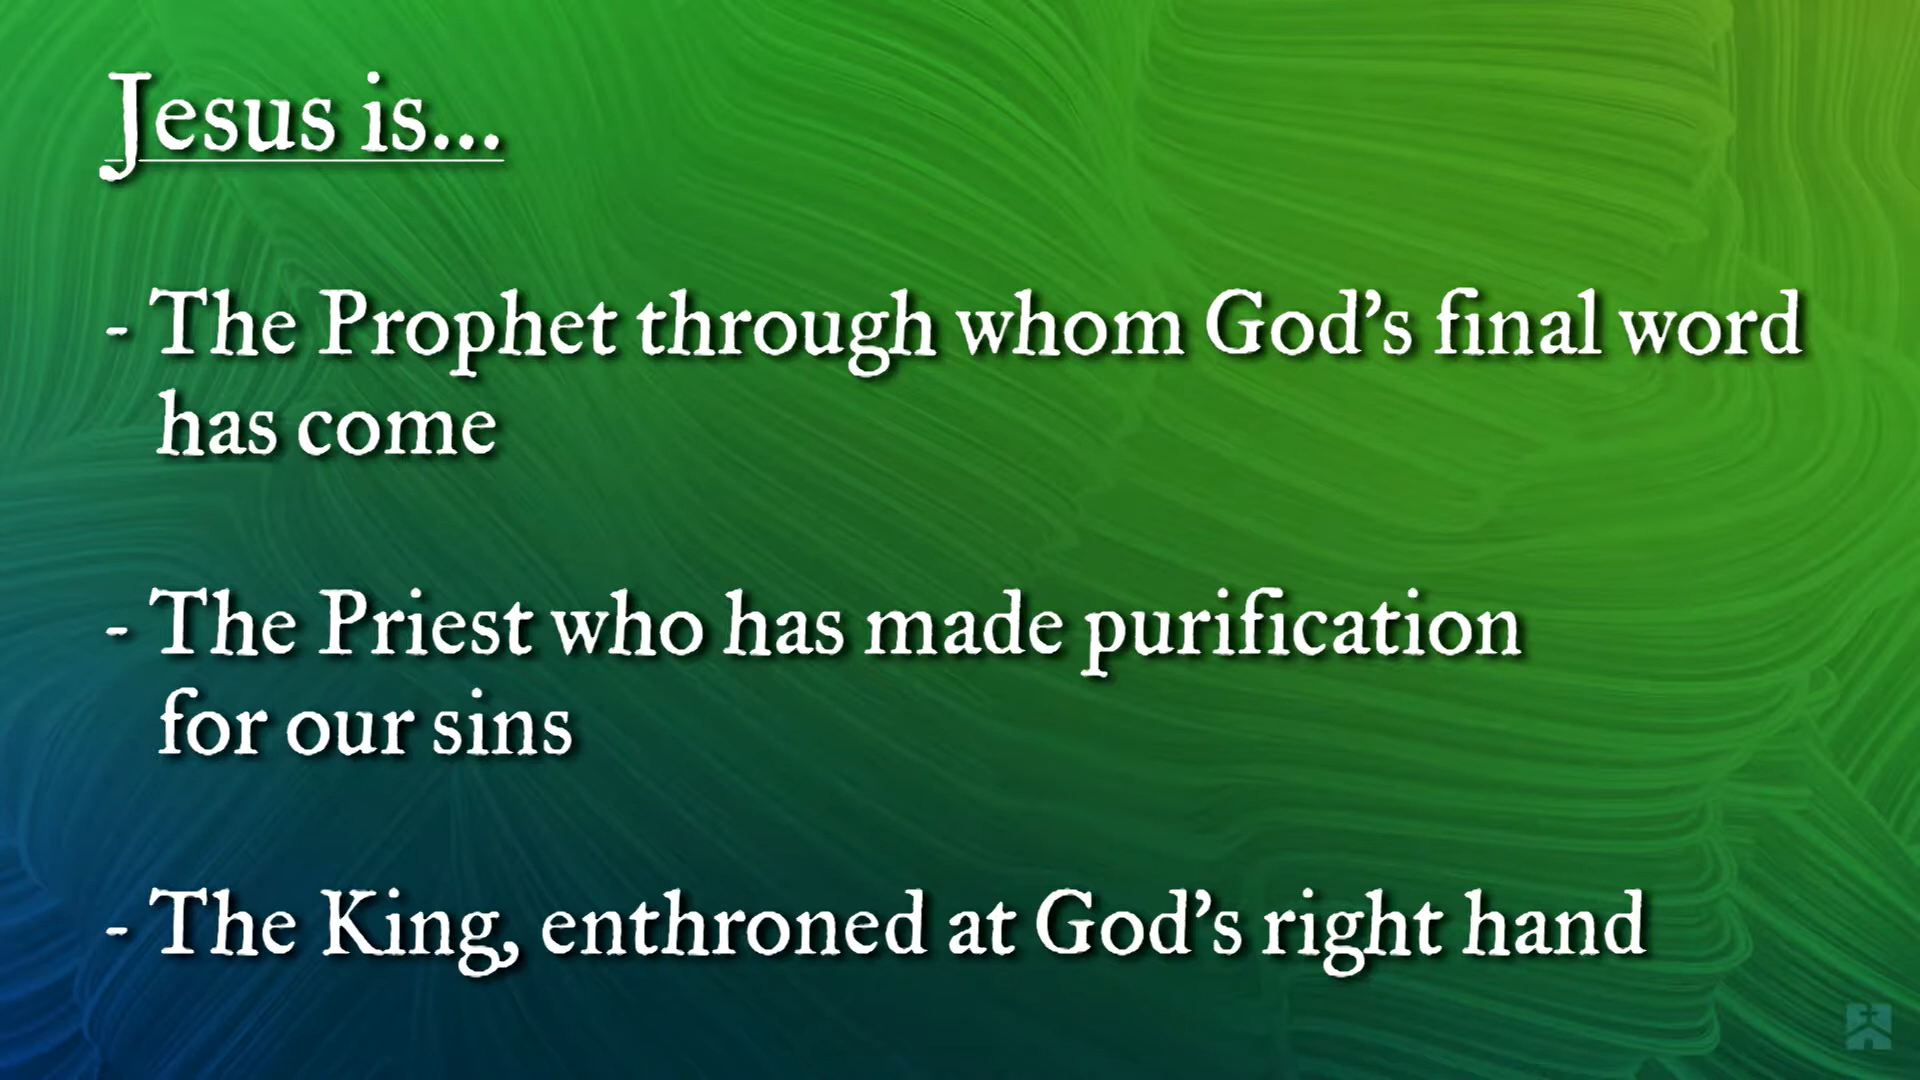 Jesus is...
- The Prophet through whom God’s final word
has come
- The Priest who has made purification
for our sins
- The King, enthroned at God’s right hand